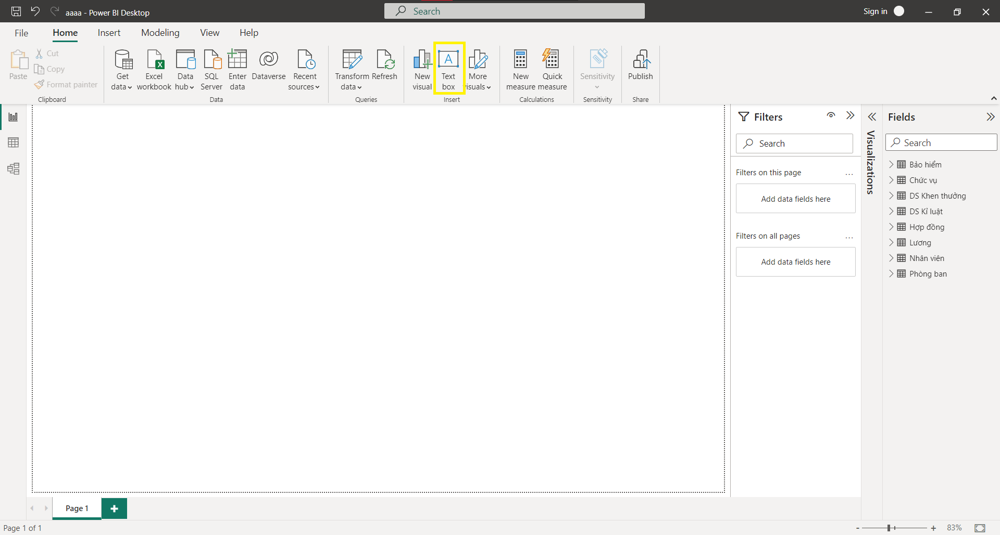 aaaa - Power BI Desktop
Search
Sign in
File
Home
Insert
Modeling
View
Help
Paste
Cut
Copy
Format painter
Clipboard
Get data
Excel workbook
Data hub
SQL Server
Enter data
Dataverse
Recent sources
Data
Transform data
Refresh
Queries
New visual
A
Text box
More visuals
Insert
New measure
Quick measure
Calculations
Sensitivity
Sensitivity
Publish
Share
Filters
Search
Filters on this page
...
Add data fields here
Filters on all pages
...
Add data fields here
Visualizations
Fields
Search
Bảo hiểm
Chức vụ
DS Khen thưởng
DS Kỉ luật
Hợp đồng
Lương
Nhân viên
Phòng ban
Page 1
Page 1 of 1
- + 83%